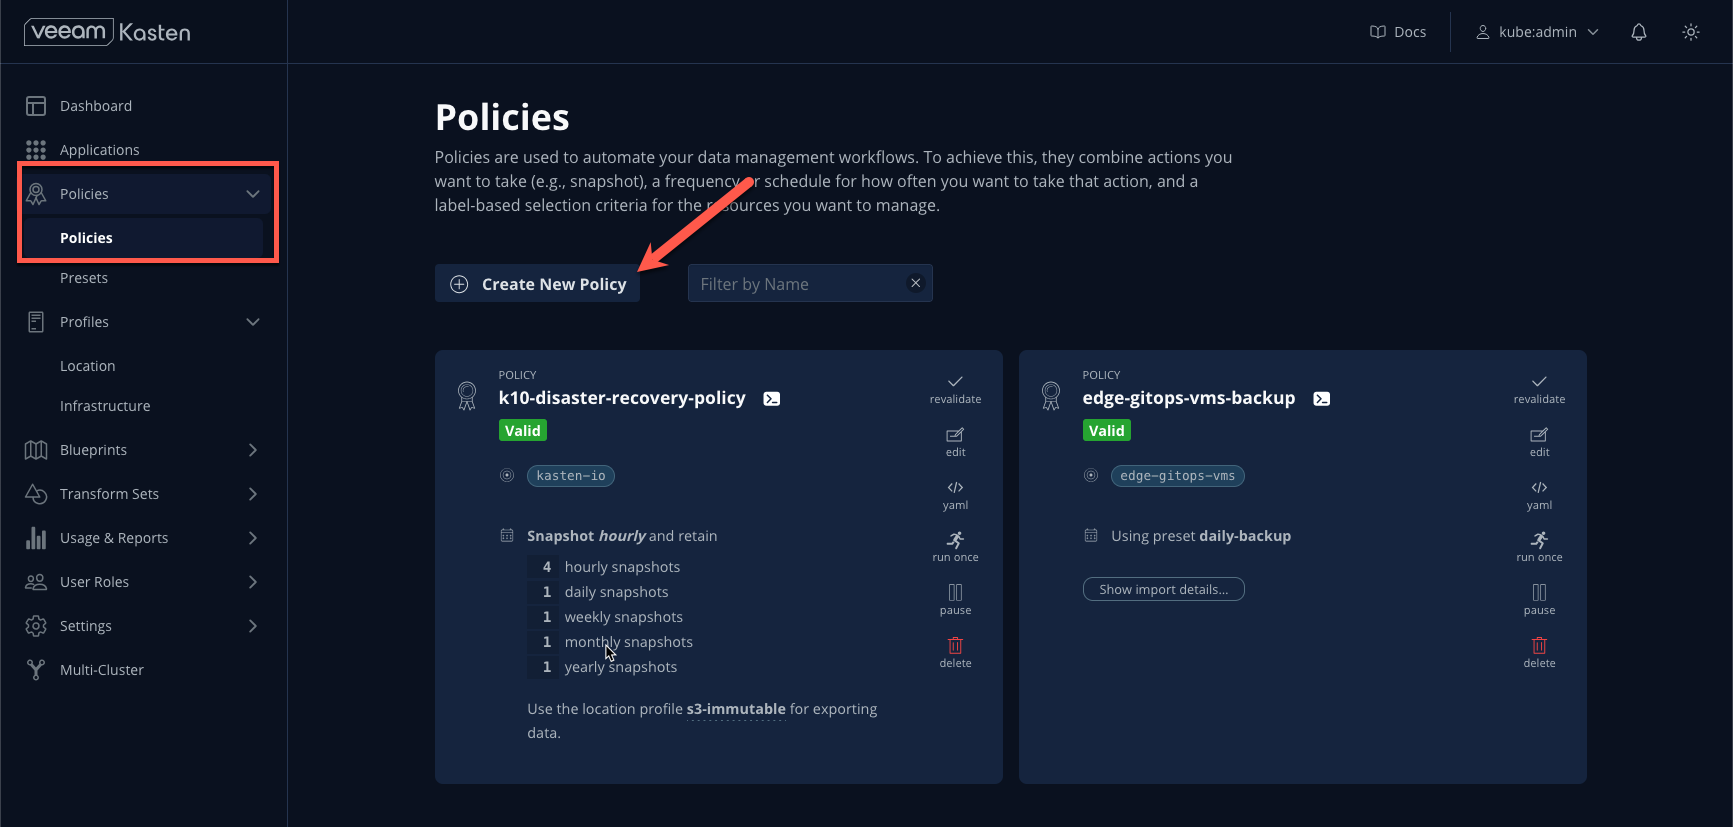 veeam Kasten
Docs
kube:admin
Dashboard
Applications
Policies
Policies
Presets
Profiles
Location
Infrastructure
Blueprints
Transform Sets
Usage & Reports
User Roles
Settings
Multi-Cluster
Policies
Policies are used to automate your data management workflows. To achieve this, they combine actions you
want to take (e.g., snapshot), a frequency or schedule for how often you want to take that action, and a
label-based selection criteria for the resources you want to manage.
Create New Policy
Filter by Name
POLICY
k10-disaster-recovery-policy
Valid
kasten-io
Snapshot hourly and retain
4 hourly snapshots
1 daily snapshots
1 weekly snapshots
1 monthly snapshots
1 yearly snapshots
Use the location profile s3-immutable for exporting
data.
revalidate
edit
yaml
run once
pause
delete
POLICY
edge-gitops-vms-backup
Valid
edge-gitops-vms
Using preset daily-backup
Show import details...
revalidate
edit
yaml
run once
pause
delete